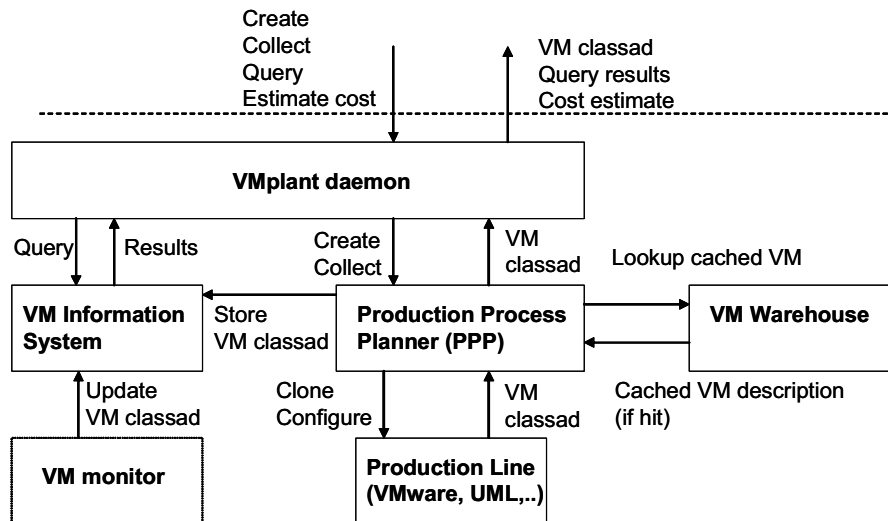 Create
Collect
Query
Estimate cost
VM classad
Query results
Cost estimate
VMplant daemon
Query
Results
Create
Collect
VM
classad
Lookup cached VM
VM Information
System
Store
VM classad
Production Process
Planner (PPP)
VM Warehouse
Update
VM classad
Clone
Configure
VM
classad
Cached VM description
(if hit)
VM monitor
Production Line
(VMware, UML,..)